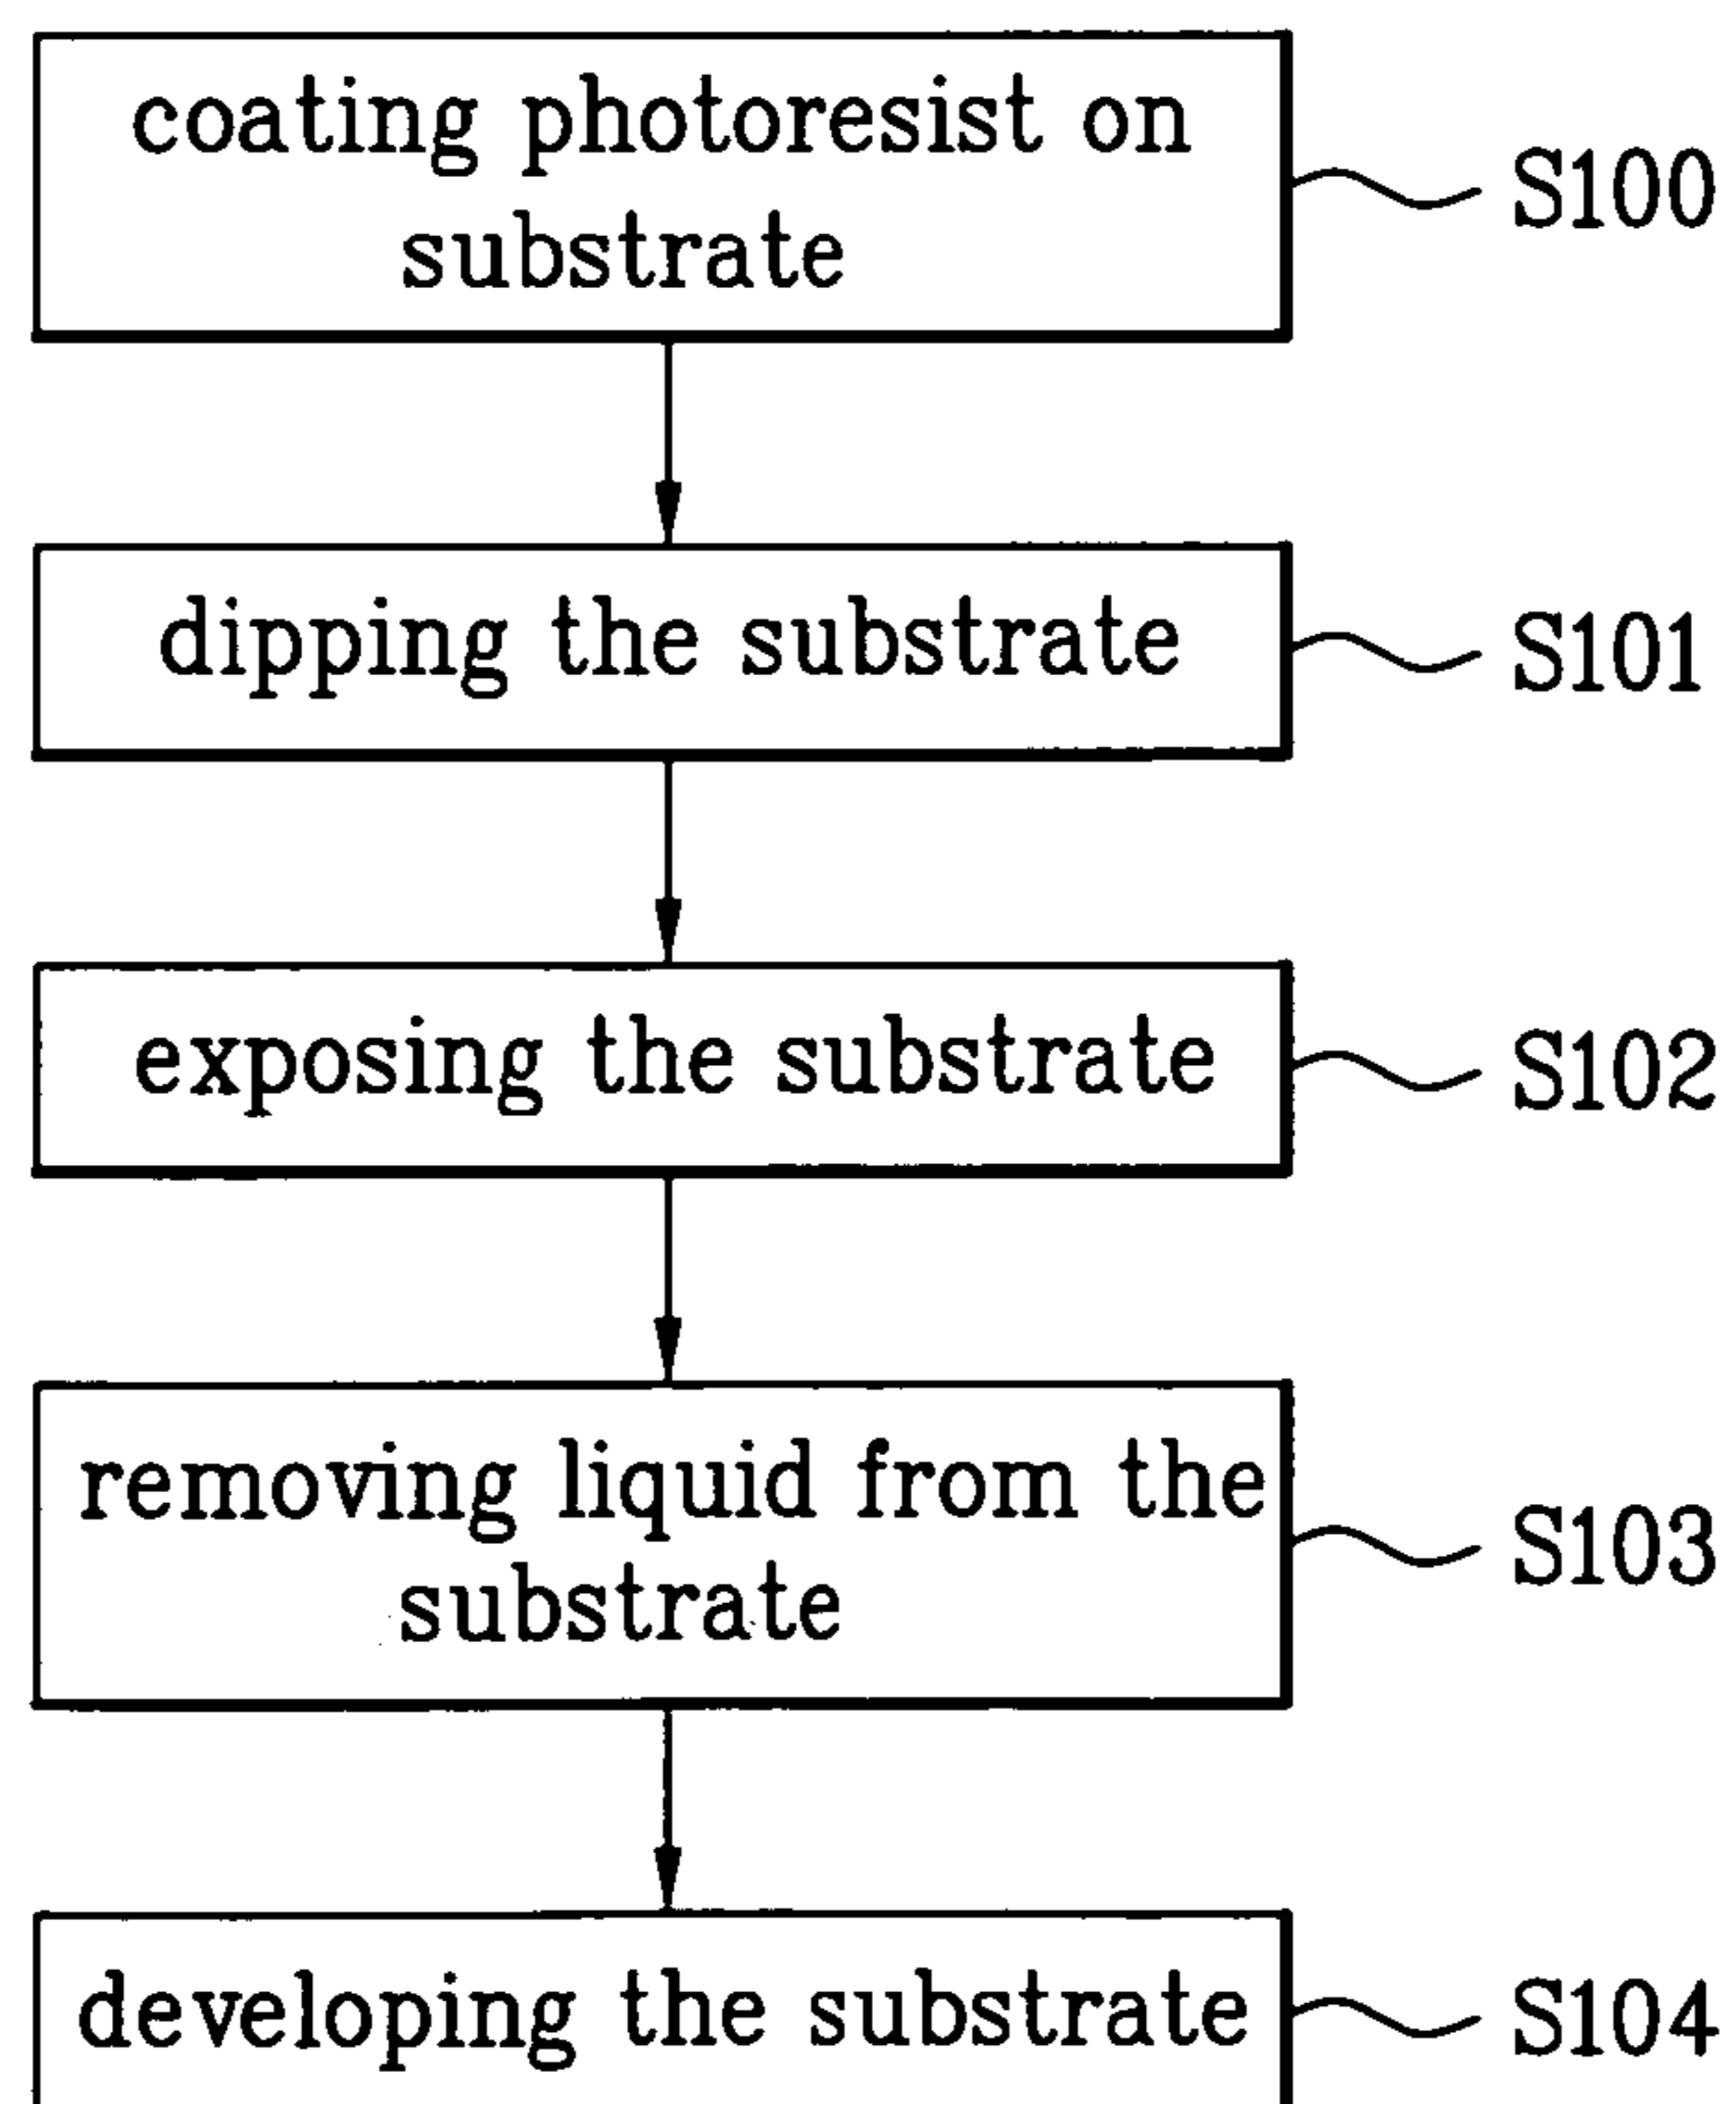 coating photoresist on
substrate
S100
dipping the substrate
S101
exposing the substrate
S102
removing liquid from the
substrate
S103
developing the substrate
S104